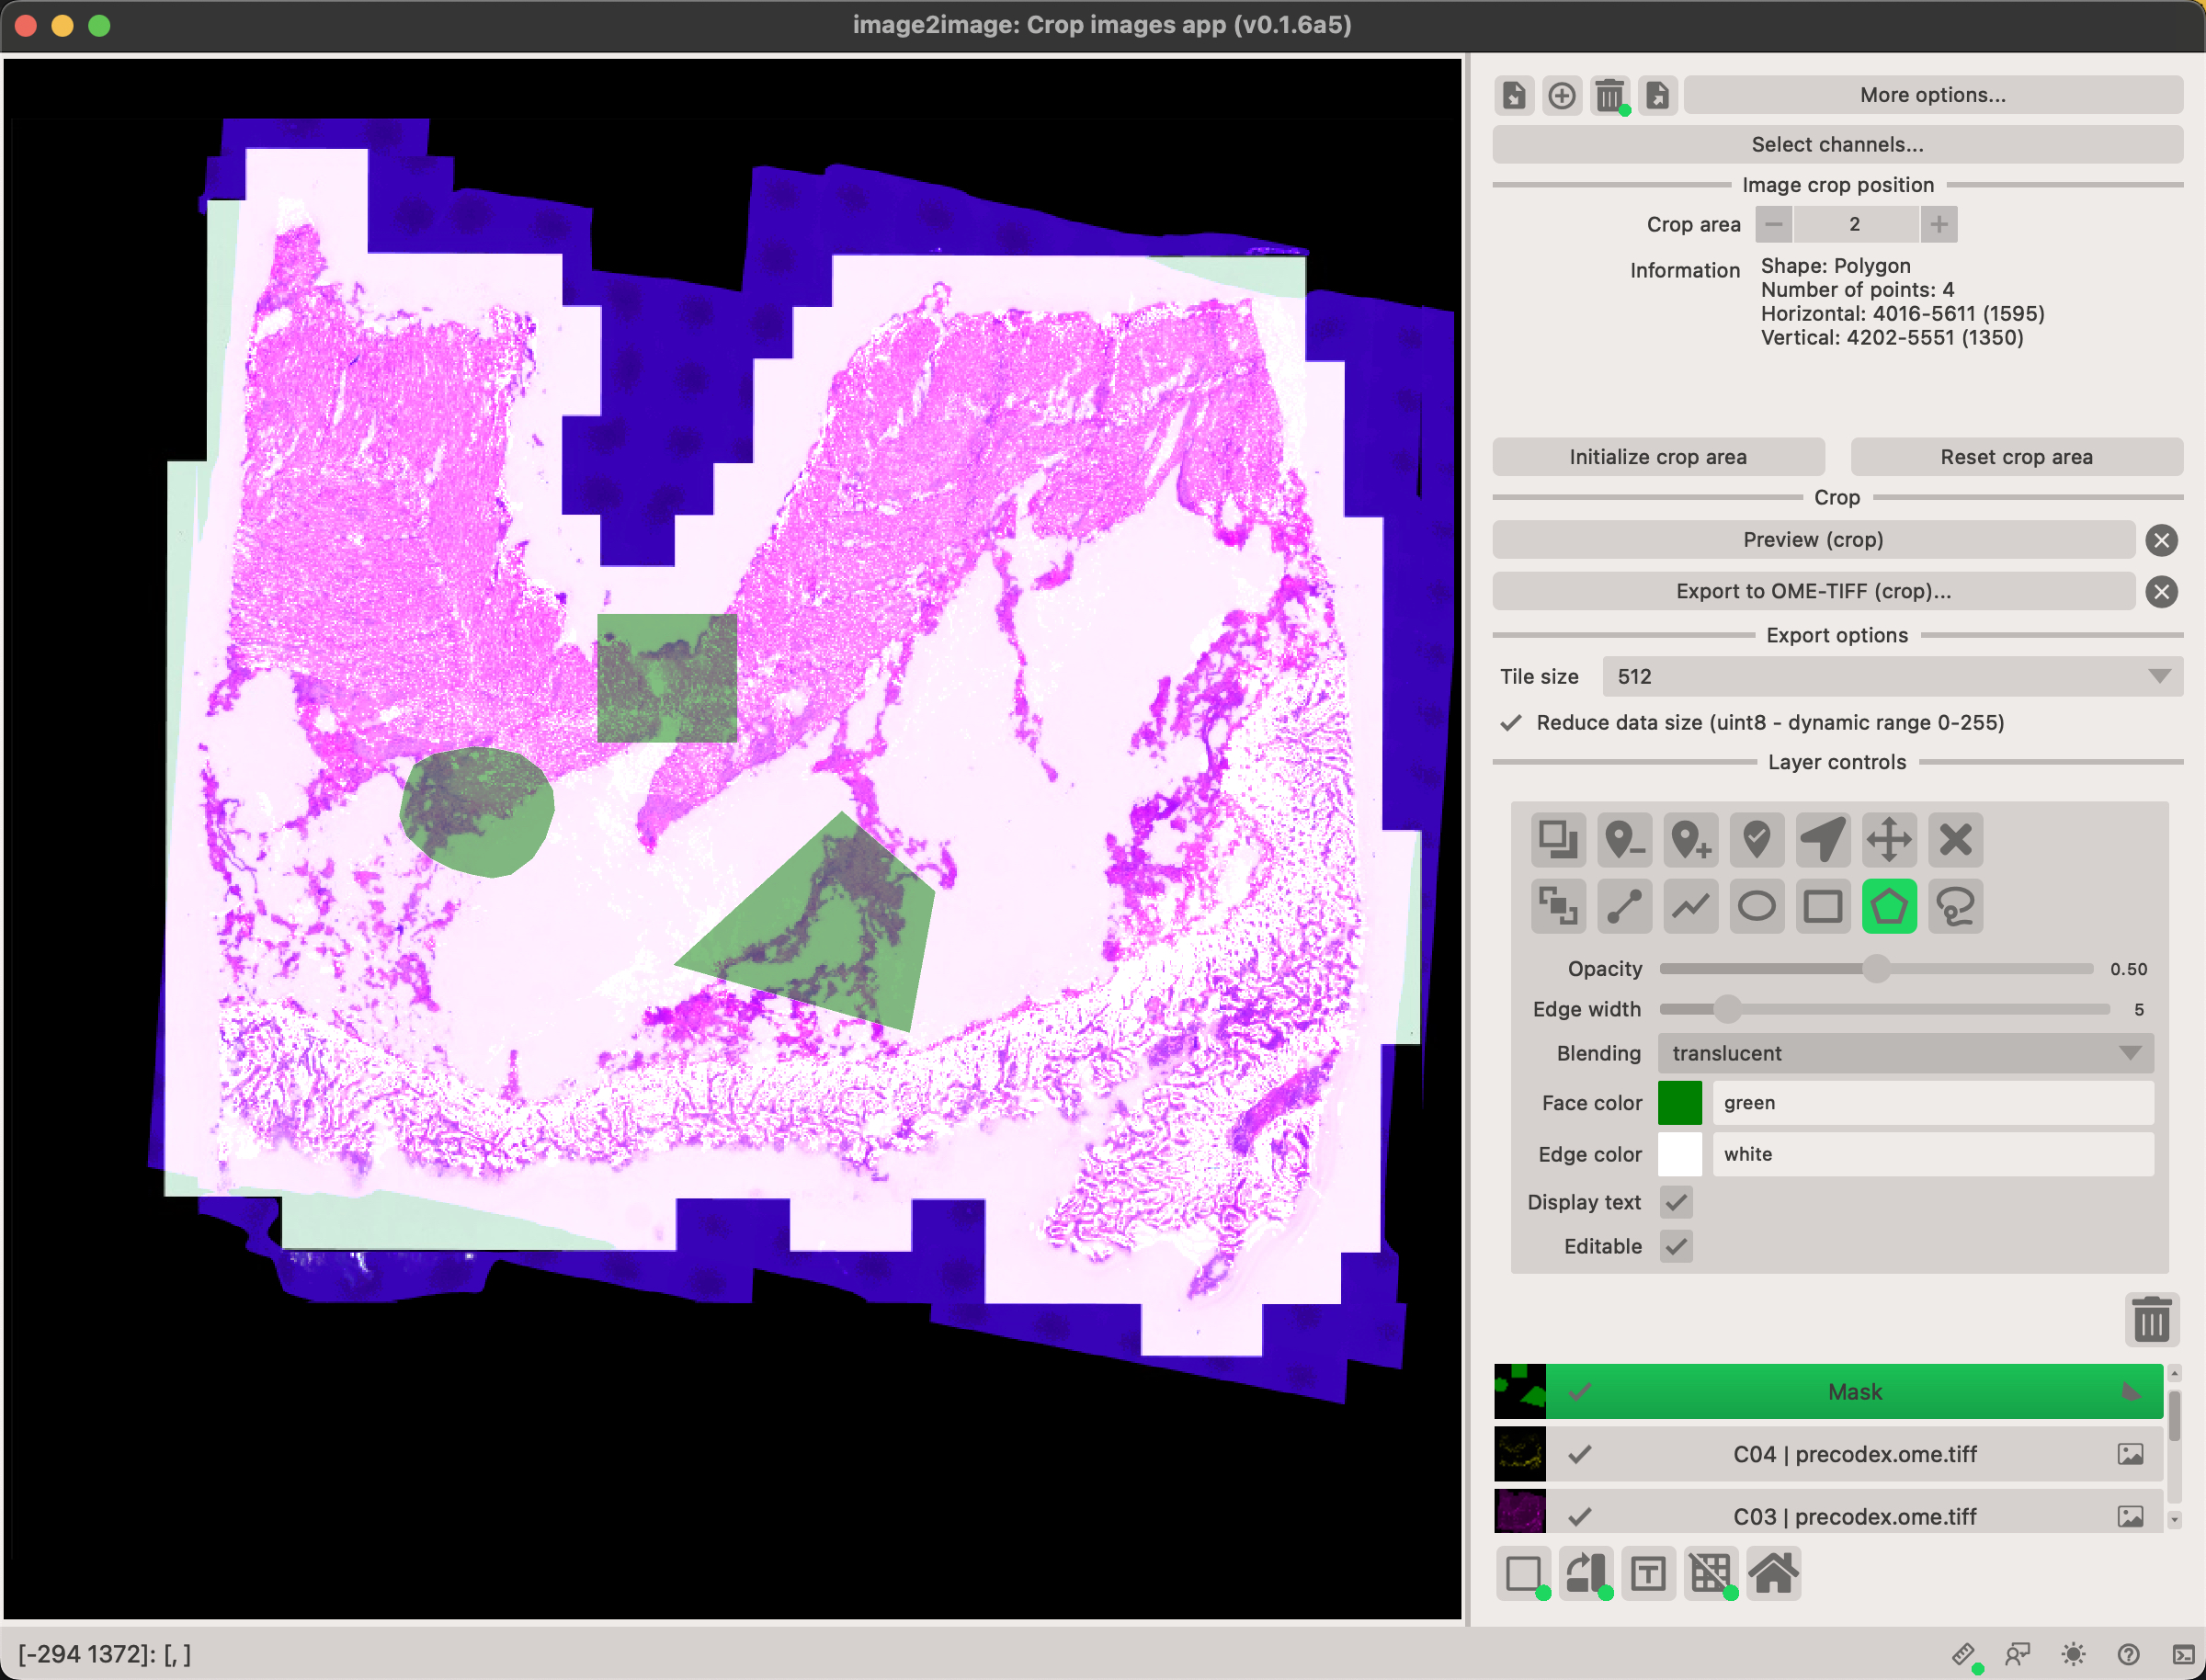 image2image: Crop images app (v0.1.6a5)
More options...
Select channels...
Image crop position
Crop area 2
Information Shape: Polygon
Number of points: 4
Horizontal: 4016-5611 (1595)
Vertical: 4202-5551 (1350)
Initialize crop area Reset crop area
Crop
Preview (crop)
Export to OME-TIFF (crop)...
Export options
Tile size 512
Reduce data size (uint8 - dynamic range 0-255)
Layer controls
Opacity 0.50
Edge width 5
Blending translucent
Face color green
Edge color white
Display text
Editable
Mask
C04 | precodex.ome.tiff
C03 | precodex.ome.tiff
[-294 1372]: [, ]